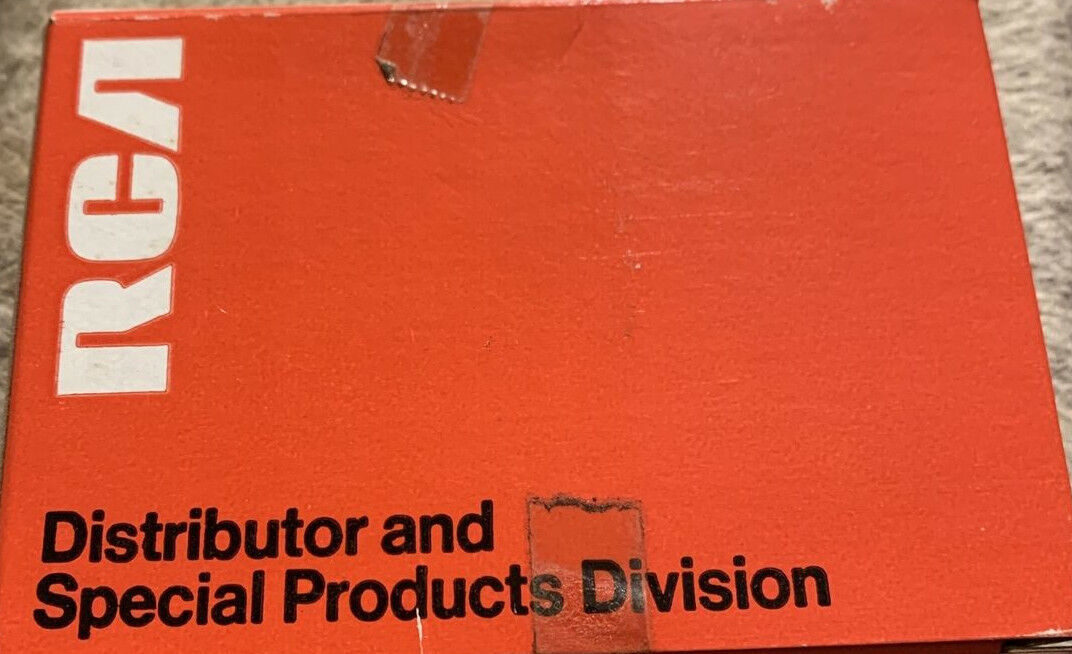 RCA
Distributor and
Special Products Division